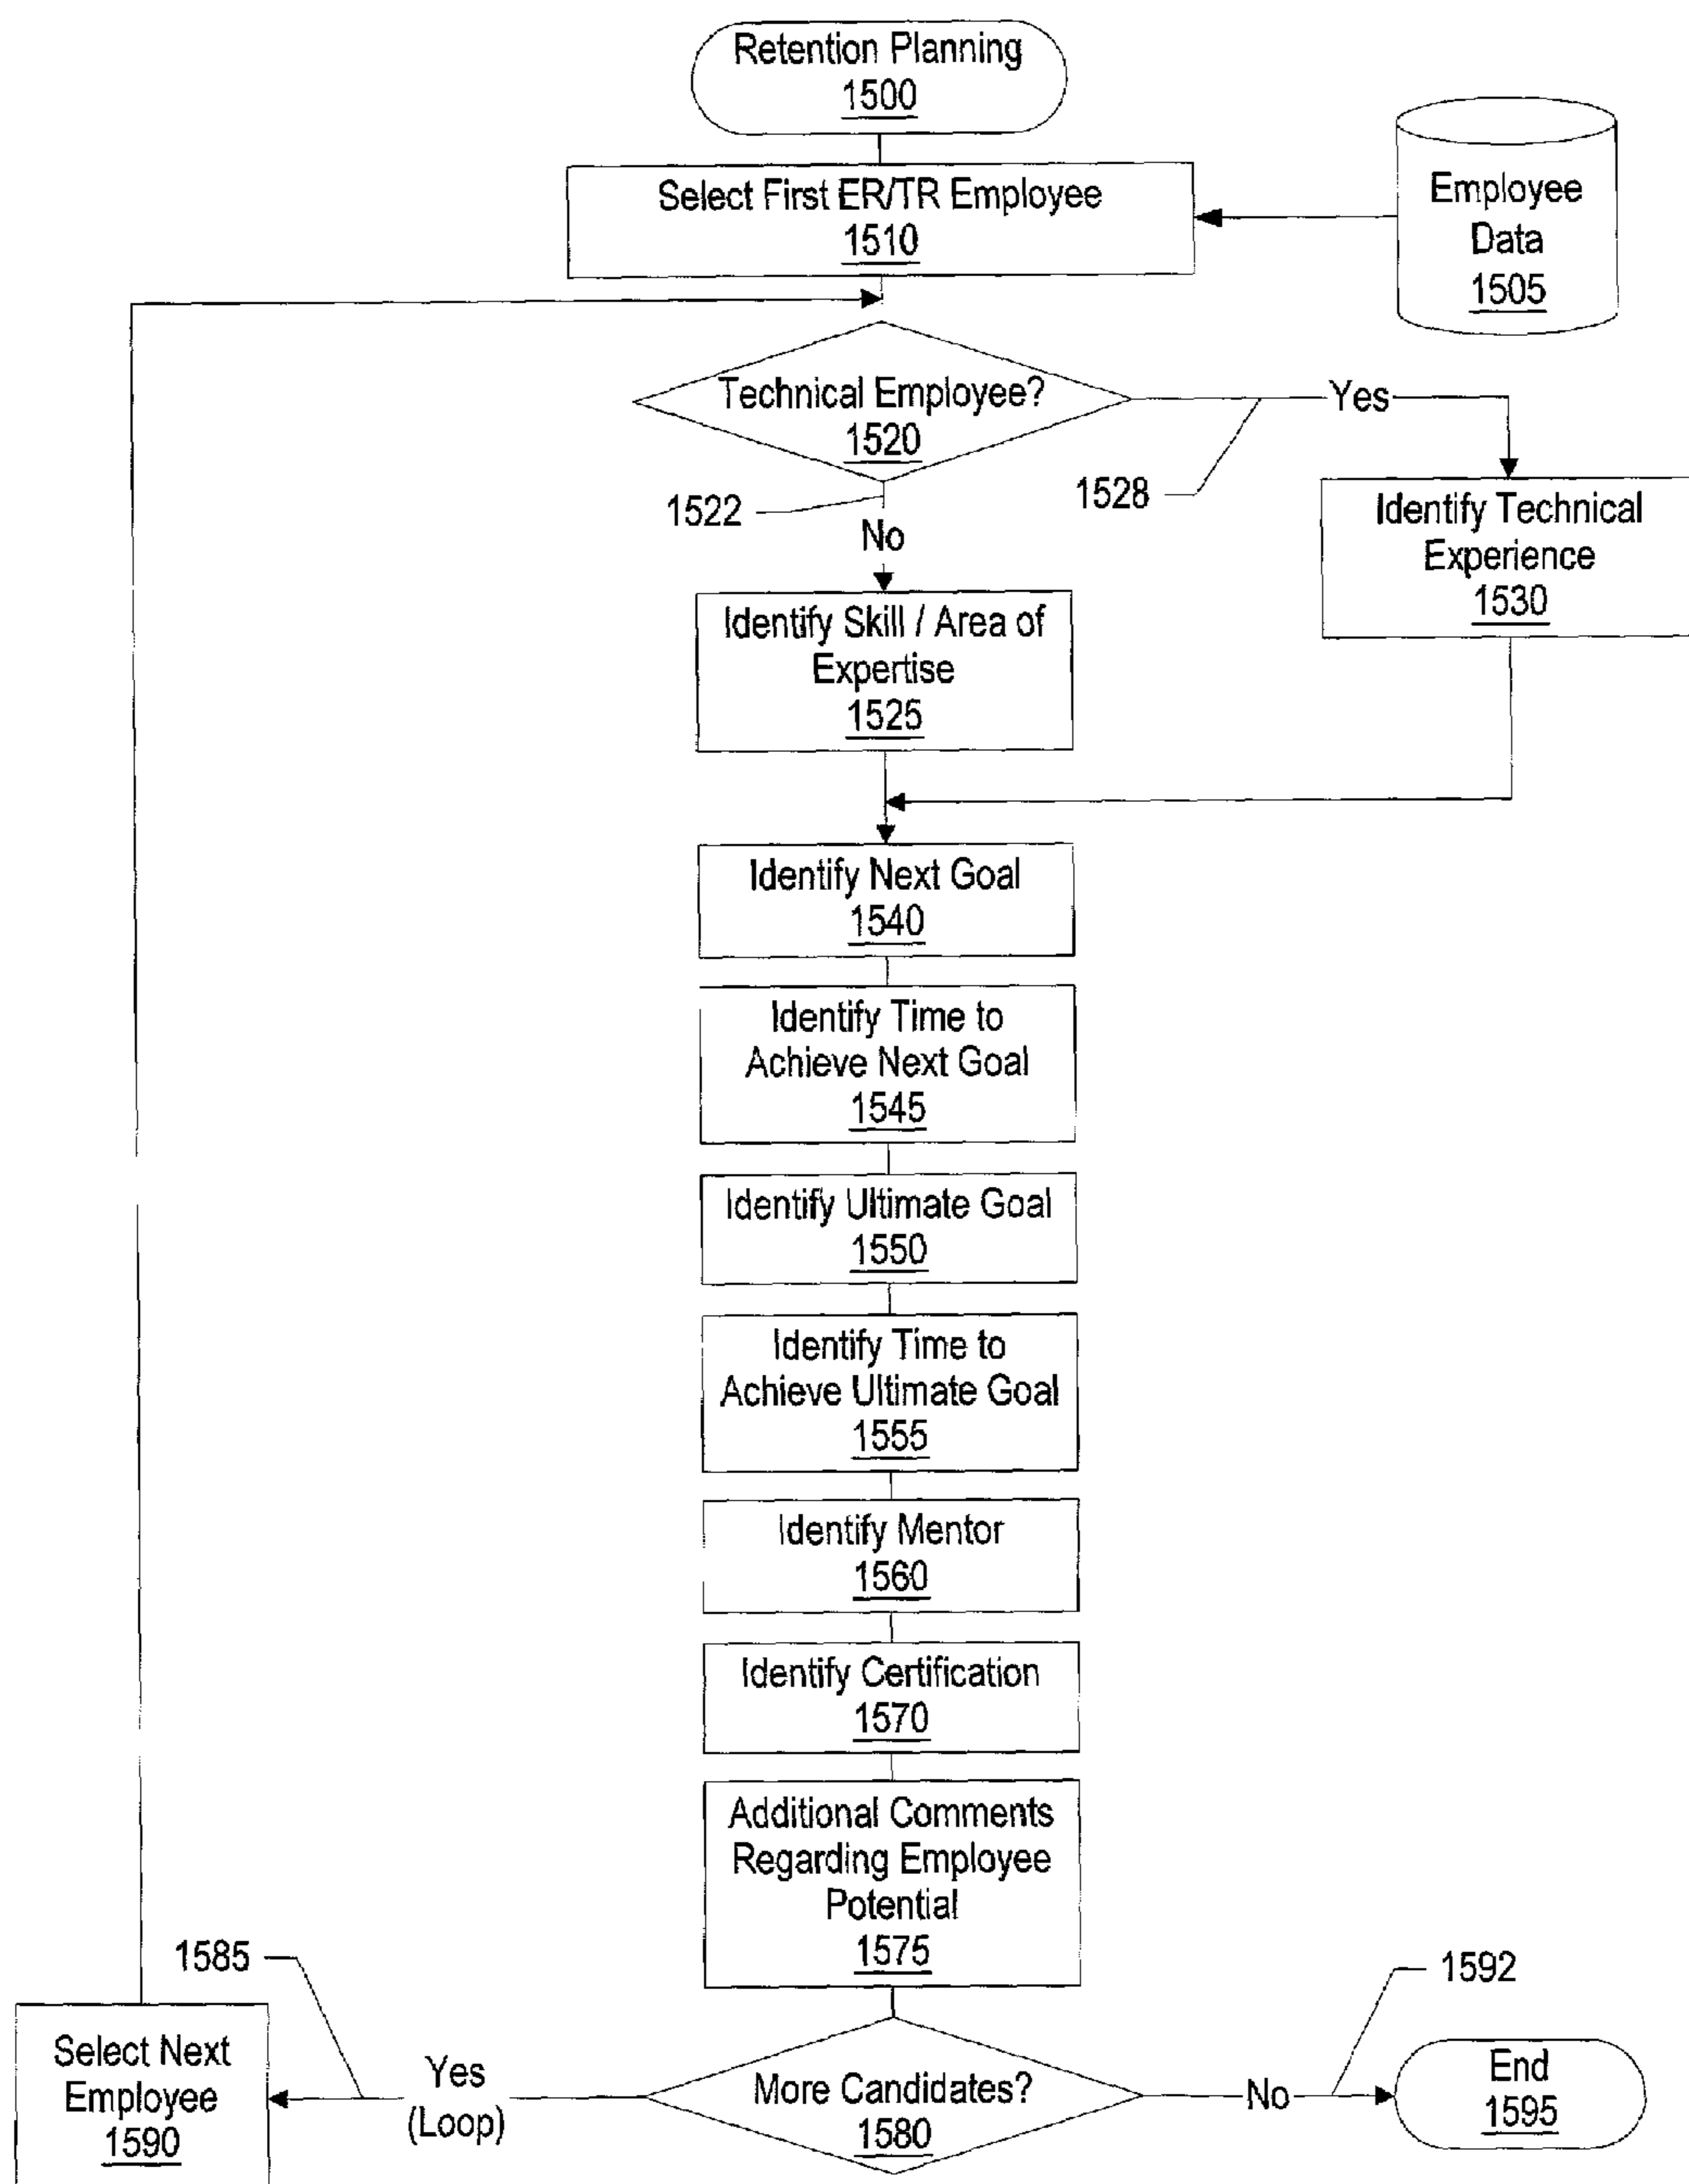 Retention Planning
1500
Select First ER/TR Employee
1510
Employee
Data
1505
Technical Employee?
1520
Yes
1528
1522
No
Identify Technical
Experience
1530
Identify Skill / Area of
Expertise
1525
Identify Next Goal
1540
Identify Time to
Achieve Next Goal
1545
Identify Ultimate Goal
1550
Identify Time to
Achieve Ultimate Goal
1555
Identify Mentor
1560
Identify Certification
1570
Additional Comments
Regarding Employee
Potential
1575
1585
1592
Select Next
Employee
1590
Yes
(Loop)
More Candidates?
1580
No
End
1595